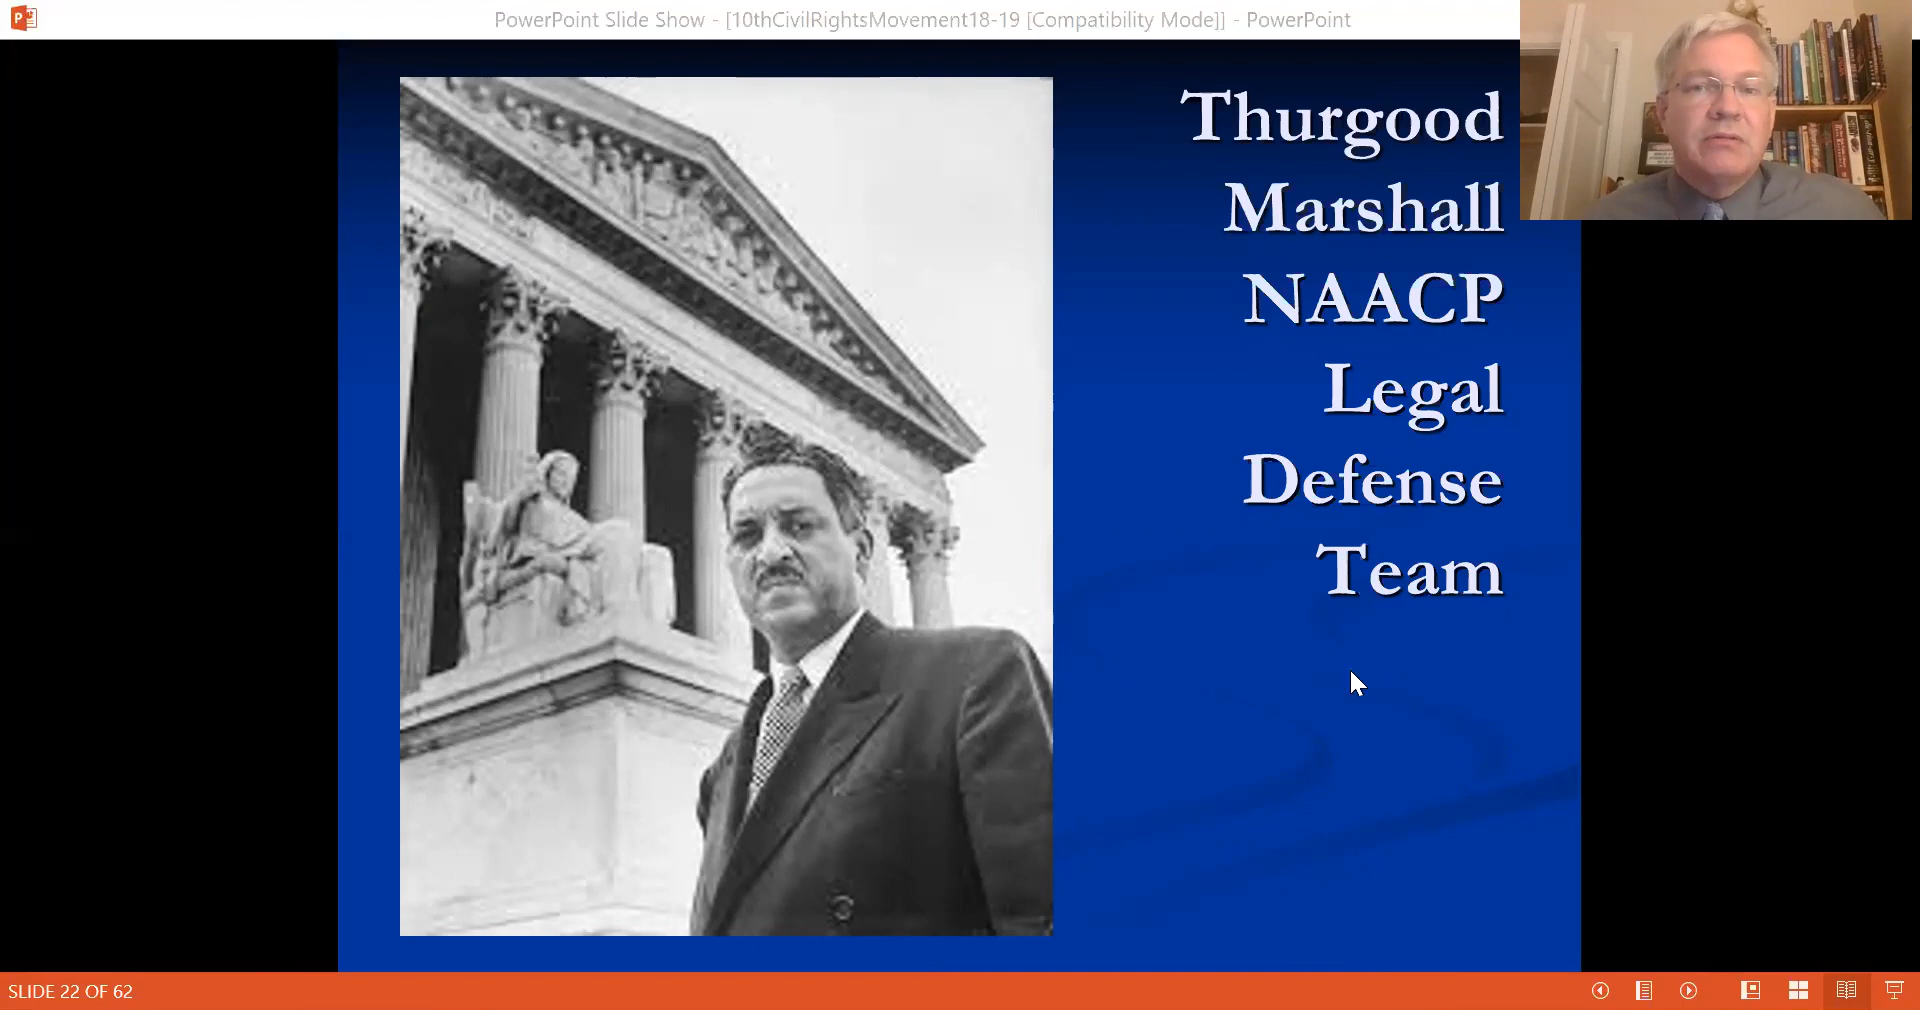 PowerPoint Slide Show - [10thCivilRightsMovement18-19 [Compatibility Mode]] - PowerPoint
Thurgood
Marshall
NAACP
Legal
Defense
Team
SLIDE 22 OF 62